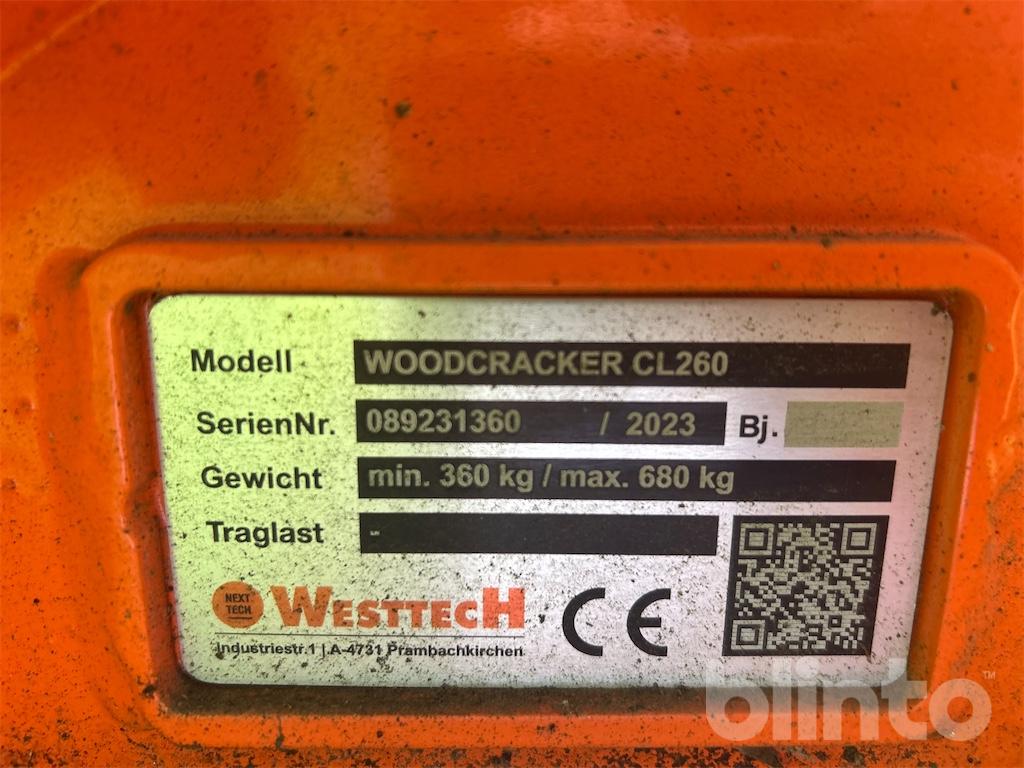 Modell WOODCRACKER CL260
SerienNr. 089231360 / 2023 Bj.
Gewicht min. 360 kg / max. 680 kg
Traglast -
NEXT TECH WESTTECH CE
Industriestr.1 | A-4731 Prambachkirchen
blinto™